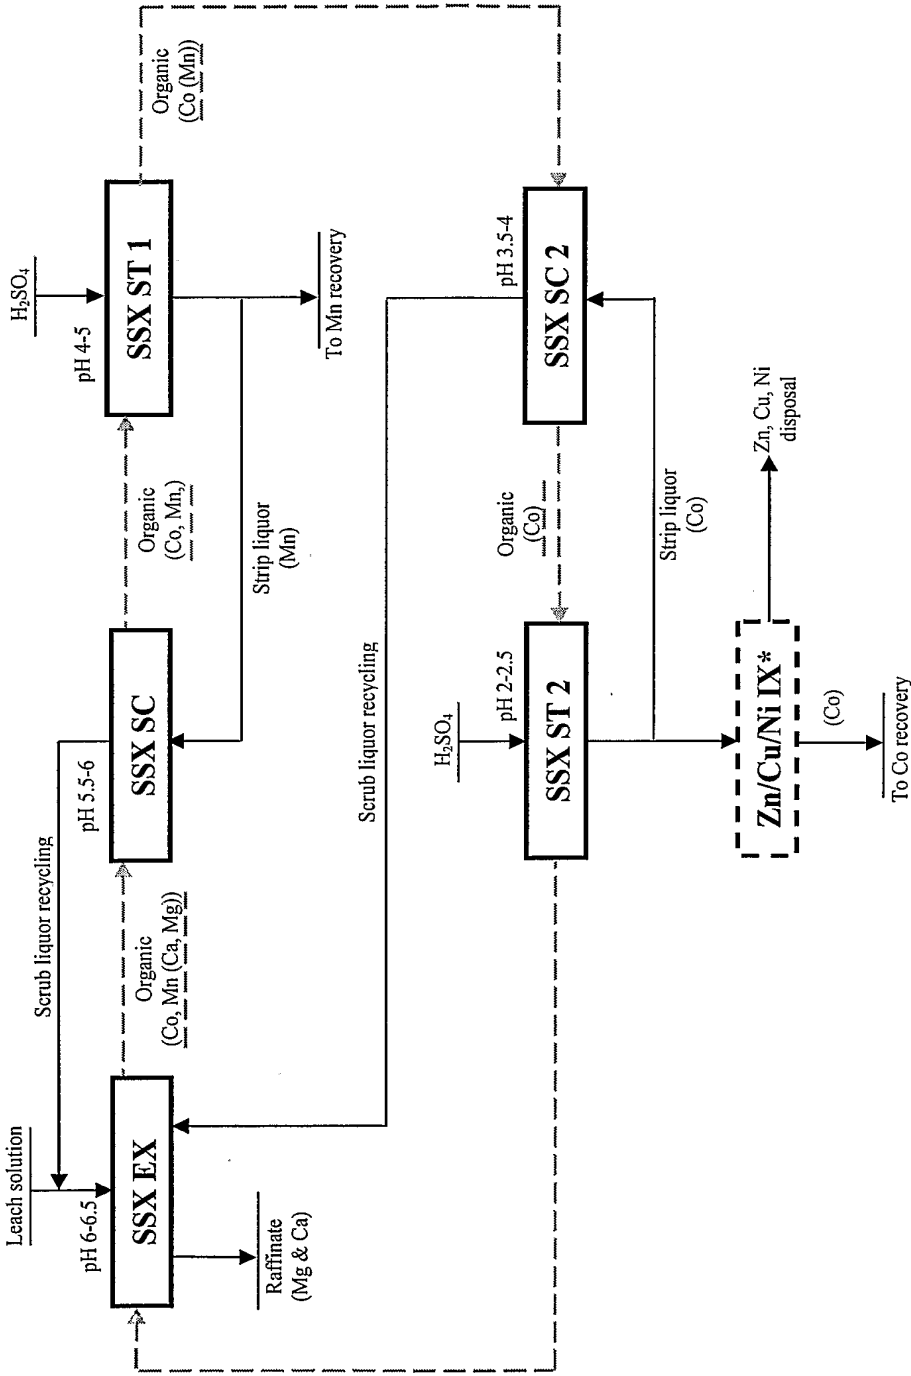 Leach solution
Scrub liquor recycling
H₂SO₄
pH 6-6.5
SSX EX
pH 5.5-6
SSX SC
pH 4-5
SSX ST 1
Organic
(Co, Mn (Ca, Mg))
Organic
(Co, Mn,)
Organic
(Co (Mn))
Raffinate
(Mg & Ca)
Strip liquor
(Mn)
To Mn recovery
Scrub liquor recycling
H₂SO₄
pH 2-2.5
SSX ST 2
Organic
(Co)
pH 3.5-4
SSX SC 2
Strip liquor
(Co)
Zn/Cu/Ni IX*
Zn, Cu, Ni
disposal
(Co)
To Co recovery